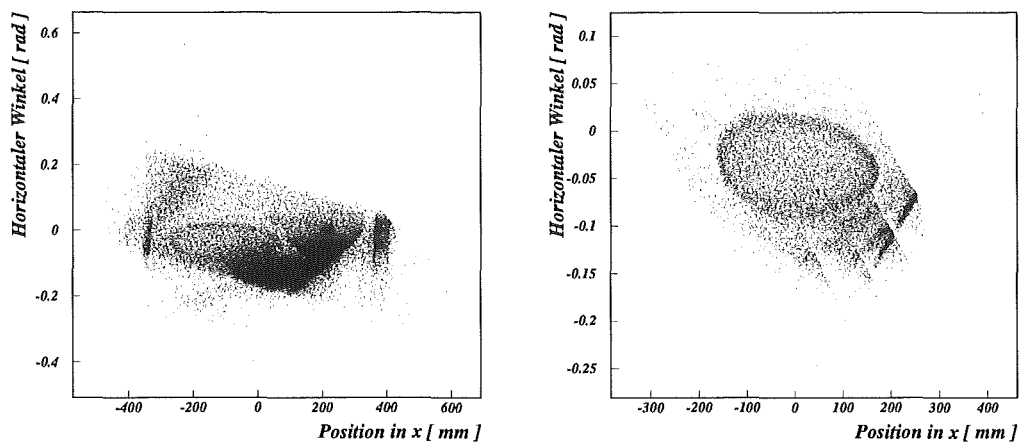 Horizontaler Winkel [ rad ]
0.6
0.4
0.2
0
-0.2
-0.4
-400 -200 0 200 400 600
Position in x [ mm ]
Horizontaler Winkel [ rad ]
0.1
0.05
0
-0.05
-0.1
-0.15
-0.2
-0.25
-300 -200 -100 0 100 200 300 400
Position in x [ mm ]